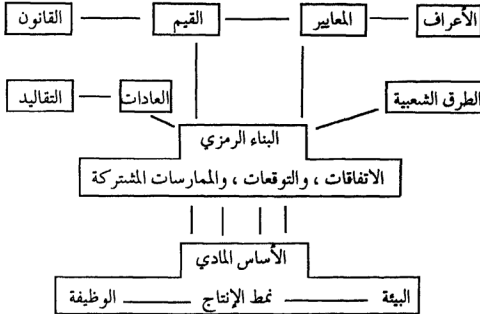 الأعراف المعايير القيم القانون
الطرق الشعبية العادات التقاليد
البناء الرمزي
الاتفاقات ، والتوقعات ، والممارسات المشتركة
الأساس المادي
البيئة نمط الإنتاج الوظيفة